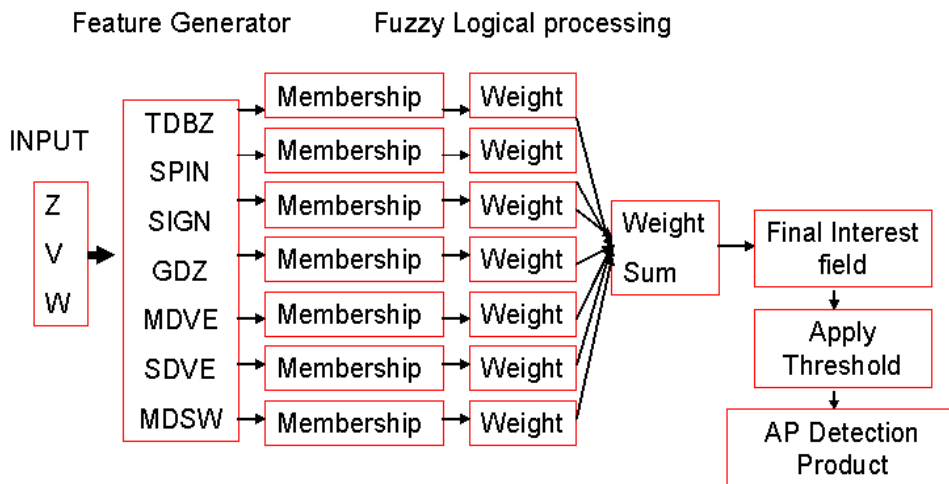 Feature Generator
Fuzzy Logical processing
INPUT
Z
V
W
TDBZ
SPIN
SIGN
GDZ
MDVE
SDVE
MDSW
Membership
Weight
Membership
Weight
Membership
Weight
Membership
Weight
Membership
Weight
Membership
Weight
Membership
Weight
Weight
Sum
Final Interest
field
Apply
Threshold
AP Detection
Product